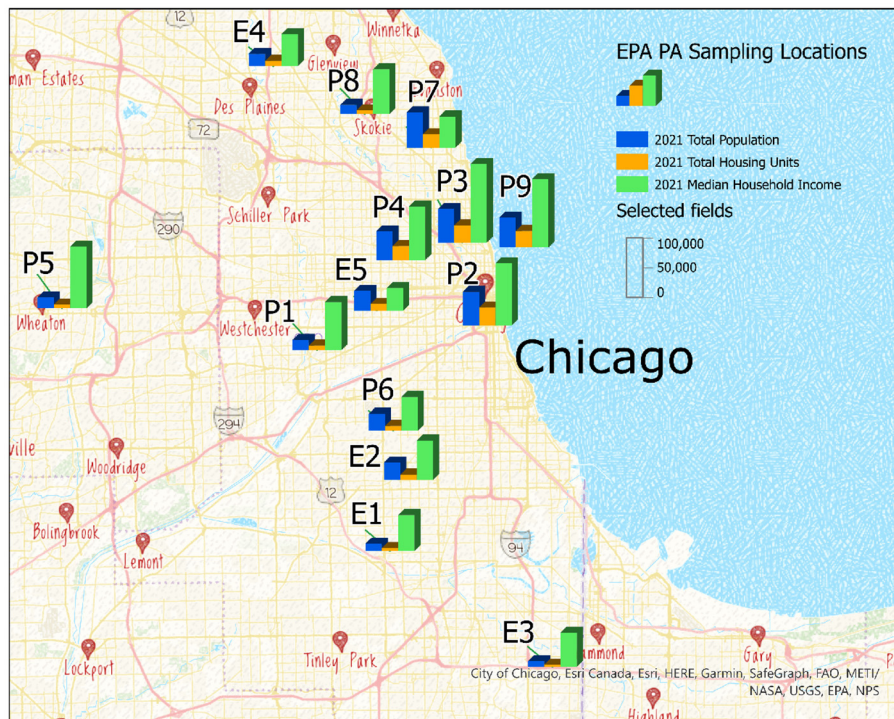 Winnetka
12
E4
EPA PA Sampling Locations
man Estates
Glenview
P8
Des Plaines
P7
Skokie
72
2021 Total Population
2021 Total Housing Units
2021 Median Household Income
Schiller Park
P3
P9
P4
Selected fields
290
100,000
50,000
0
P5
E5
P2
P1
Wheaton
Westchester
Chicago
P6
294
ville
E2
Woodridge
12
E1
Bolingbrook
94
Lemont
E3
Tinley Park
mmond
Gary
Lockport
City of Chicago, Esri Canada, Esri, HERE, Garmin, SafeGraph, FAO, METI/
NASA, USGS, EPA, NPS
Highland